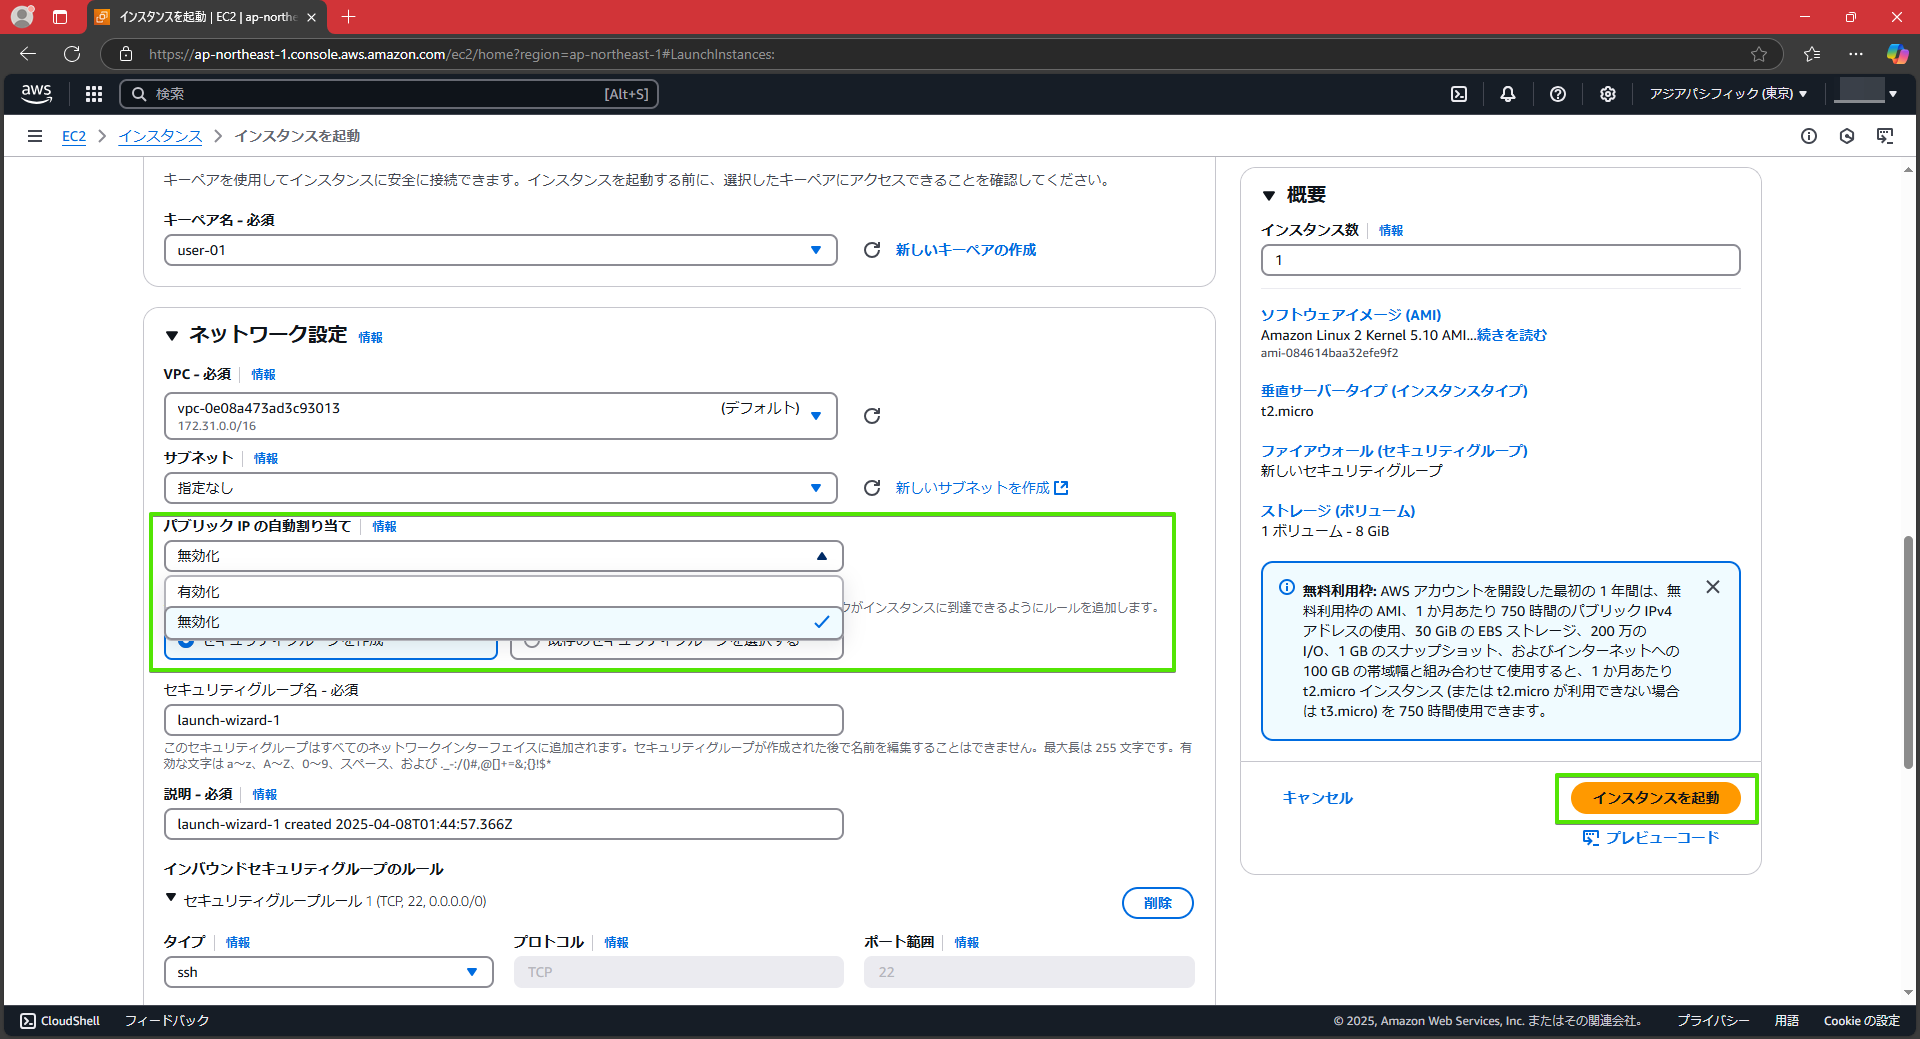 インスタンスを起動 | EC2 | ap-northe
https://ap-northeast-1.console.aws.amazon.com/ec2/home?region=ap-northeast-1#LaunchInstances:
aws
検索
[Alt+S]
アジアパシフィック (東京)
EC2 > インスタンス > インスタンスを起動
キーペアを使用してインスタンスに安全に接続できます。インスタンスを起動する前に、選択したキーペアにアクセスできることを確認してください。
キーペア名 - 必須
user-01
新しいキーペアの作成
ネットワーク設定 情報
VPC - 必須 情報
vpc-0e08a473ad3c93013
(デフォルト)
172.31.0.0/16
サブネット 情報
指定なし
新しいサブネットを作成
パブリック IP の自動割り当て 情報
無効化
有効化
無効化
クがインスタンスに到達できるようにルールを追加します。
セキュリティグループを作成
既存のセキュリティグループを選択する
セキュリティグループ名 - 必須
launch-wizard-1
このセキュリティグループはすべてのネットワークインターフェイスに追加されます。セキュリティグループが作成された後で名前を編集することはできません。最大長は 255 文字です。有
効な文字は a～z、A～Z、0～9、スペース、および ._-:/()#,@[]+=&;{}!$*
説明 - 必須 情報
launch-wizard-1 created 2025-04-08T01:44:57.366Z
インバウンドセキュリティグループのルール
セキュリティグループルール 1 (TCP, 22, 0.0.0.0/0)
削除
タイプ 情報
ssh
プロトコル 情報
TCP
ポート範囲 情報
22
概要
インスタンス数 情報
1
ソフトウェアイメージ (AMI)
Amazon Linux 2 Kernel 5.10 AMI...続きを読む
ami-084614baa32efe9f2
垂直サーバータイプ (インスタンスタイプ)
t2.micro
ファイアウォール (セキュリティグループ)
新しいセキュリティグループ
ストレージ (ボリューム)
1 ボリューム - 8 GiB
無料利用枠: AWS アカウントを開設した最初の 1 年間は、無
料利用枠の AMI、1 か月あたり 750 時間のパブリック IPv4
アドレスの使用、30 GiB の EBS ストレージ、200 万の
I/O、1 GB のスナップショット、およびインターネットへの
100 GB の帯域幅と組み合わせて使用すると、1 か月あたり
t2.micro インスタンス (または t2.micro が利用できない場合
は t3.micro) を 750 時間使用できます。
キャンセル
インスタンスを起動
プレビューコード
CloudShell
フィードバック
© 2025, Amazon Web Services, Inc. またはその関連会社。
プライバシー
用語
Cookie の設定